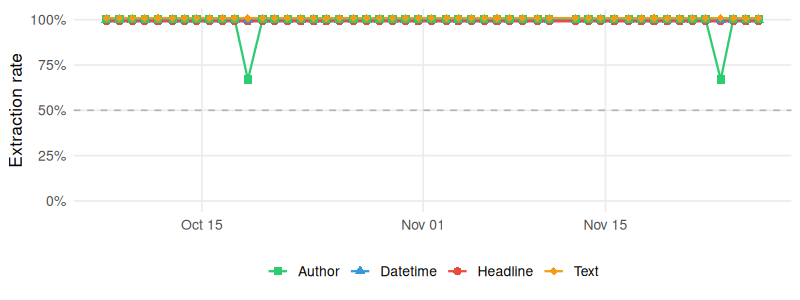 100%
75%
50%
25%
0%
Extraction rate
Oct 15 Nov 01 Nov 15
Author Datetime Headline Text